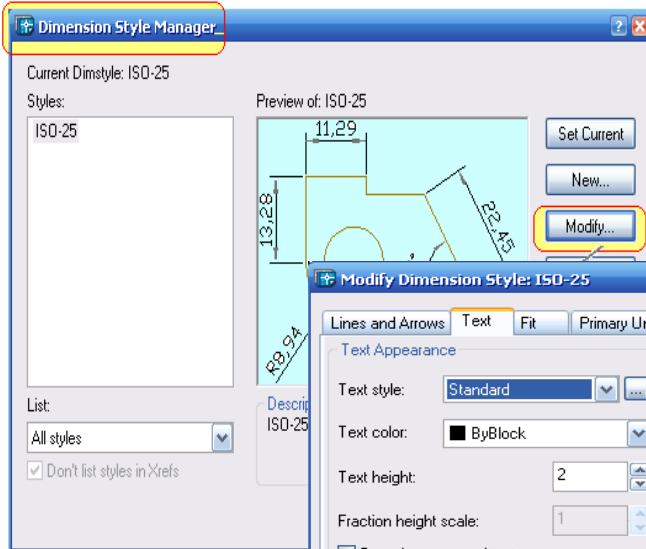 Dimension Style Manager
Current Dimstyle: ISO-25
Styles:
Preview of: ISO-25
ISO-25
11,29
13,28
22,45
R8,94
Set Current
New...
Modify...
List:
All styles
Don't list styles in Xrefs
ISO-25
Modify Dimension Style: ISO-25
Lines and Arrows
Text
Fit
Primary
Text Appearance
Text style:
Standard
...
Text color:
ByBlock
Text height:
2
Fraction height scale:
1